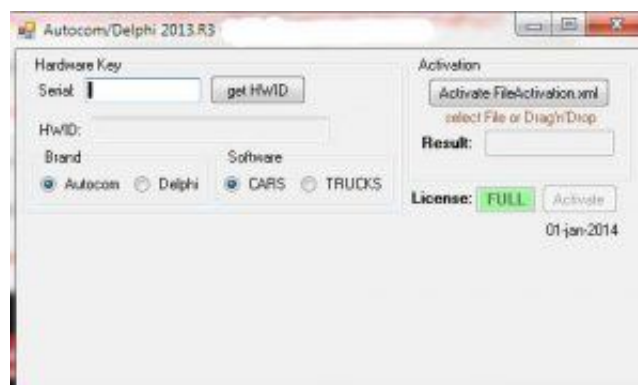 Autocom/Delphi 2013.R3
Hardware Key
Serial:
get HWID
HWID:
Brand
Autocom
Delphi
Software
CARS
TRUCKS
Activation
Activate FileActivation.xml
select File or Drag'n'Drop
Result:
License: FULL Activate
01-jan-2014